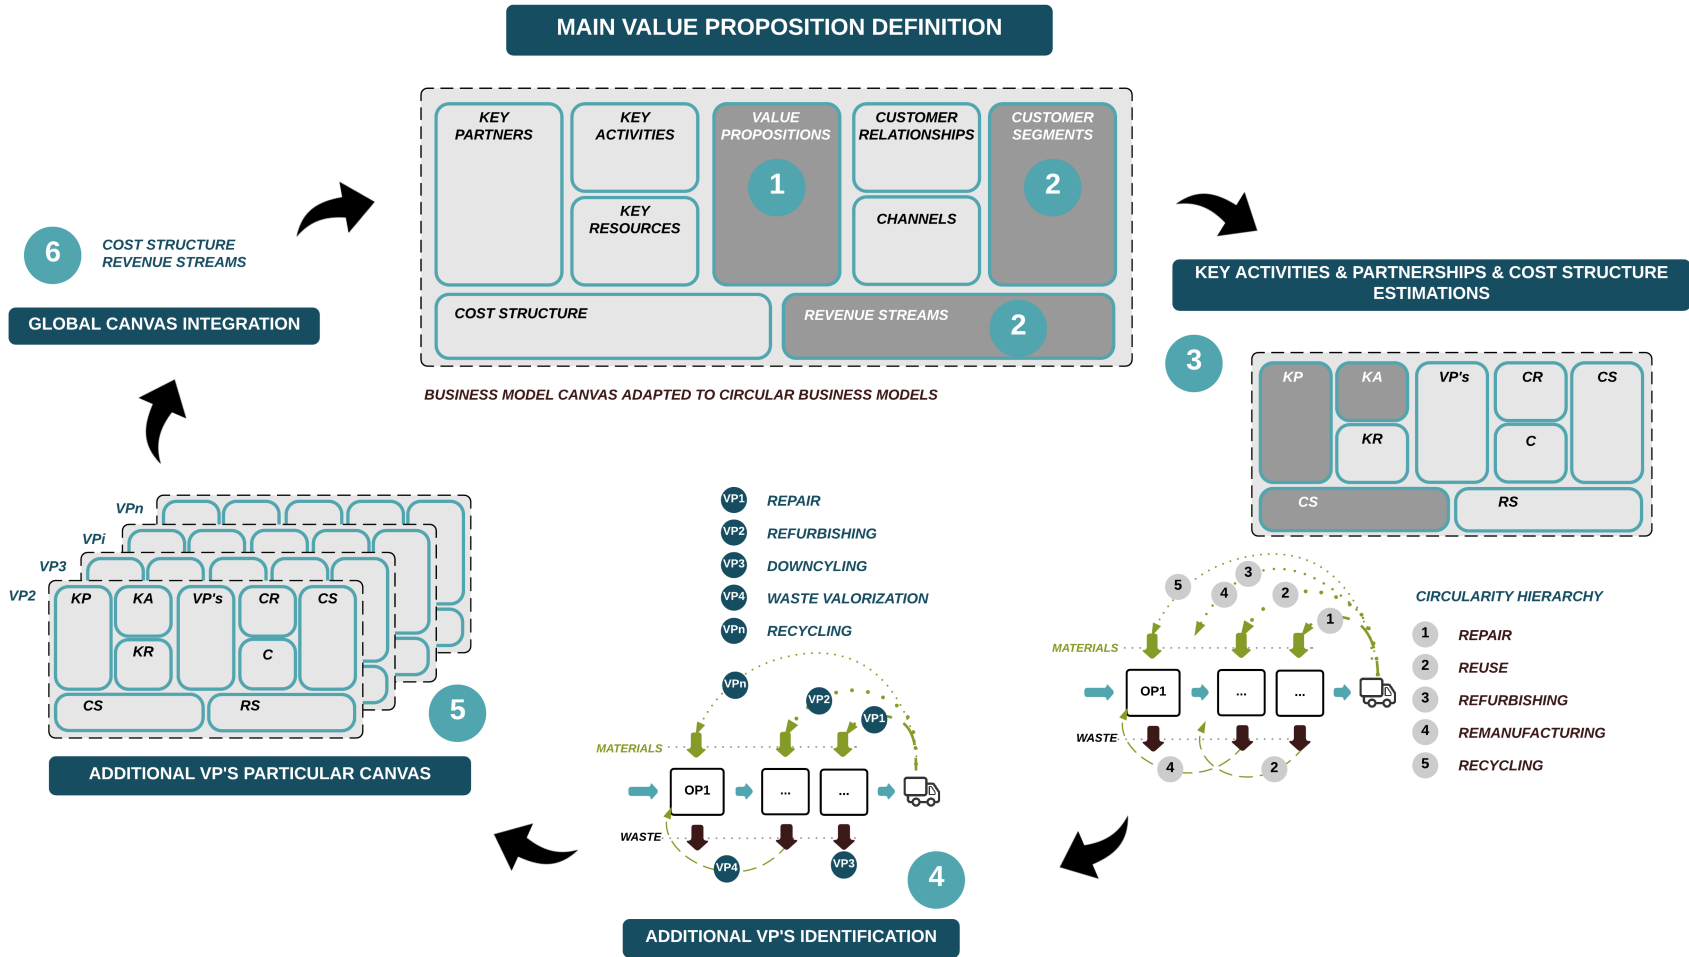 MAIN VALUE PROPOSITION DEFINITION
KEY
PARTNERS
KEY
ACTIVITIES
KEY
RESOURCES
VALUE
PROPOSITIONS
1
CUSTOMER
RELATIONSHIPS
CHANNELS
CUSTOMER
SEGMENTS
2
COST STRUCTURE
REVENUE STREAMS
2
BUSINESS MODEL CANVAS ADAPTED TO CIRCULAR BUSINESS MODELS
KEY ACTIVITIES & PARTNERSHIPS & COST STRUCTURE
ESTIMATIONS
3
KP
KA
VP's
CR
CS
KR
C
CS
RS
5
3
4
2
1
MATERIALS
OP1
...
...
WASTE
4
2
CIRCULARITY HIERARCHY
1 REPAIR
2 REUSE
3 REFURBISHING
4 REMANUFACTURING
5 RECYCLING
VP1 REPAIR
VP2 REFURBISHING
VP3 DOWNCYLING
VP4 WASTE VALORIZATION
VPn RECYCLING
VPn
VP2
VP1
MATERIALS
OP1
...
...
WASTE
VP4
VP3
4
ADDITIONAL VP'S IDENTIFICATION
VPn
VPi
VP3
VP2
KP
KA
VP's
CR
CS
KR
C
CS
RS
5
ADDITIONAL VP'S PARTICULAR CANVAS
6
COST STRUCTURE
REVENUE STREAMS
GLOBAL CANVAS INTEGRATION